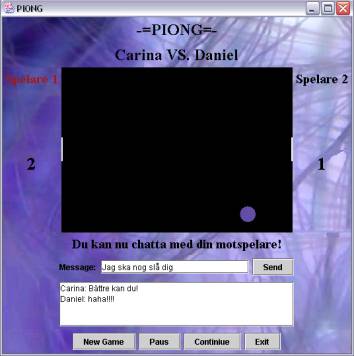 PIONG
-=PIONG=-
Carina VS. Daniel
Spelare 1
Spelare 2
2
1
Du kan nu chatta med din motspelare!
Message: Jag ska nog slå dig Send
Carina: Bättre kan du!
Daniel: haha!!!!
New Game Paus Continiue Exit